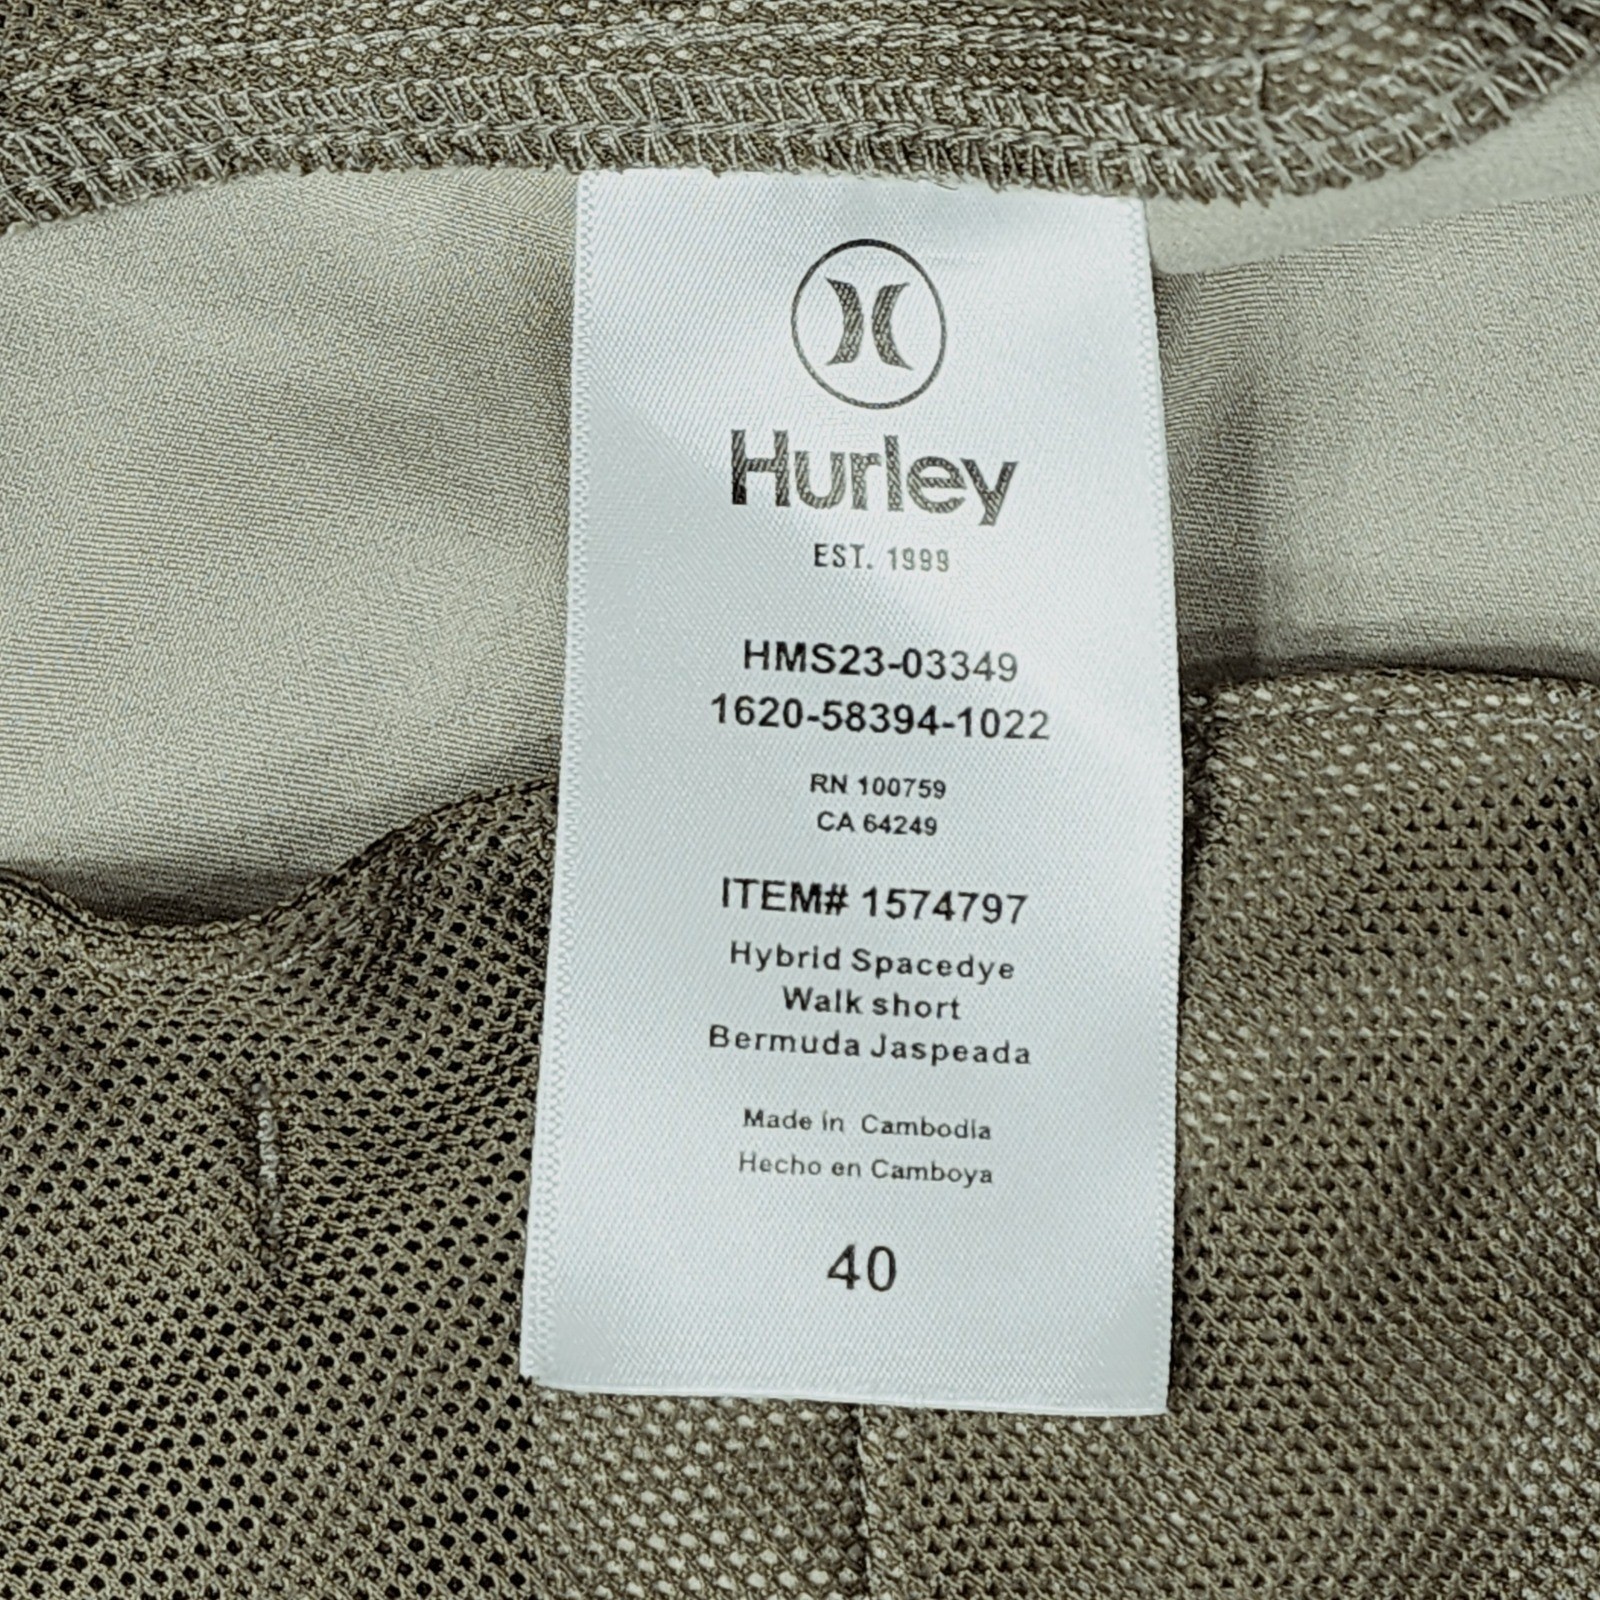 Hurley
EST. 1999
HMS23-03349
1620-58394-1022
RN 100759
CA 64249
ITEM# 1574797
Hybrid Spacedye
Walk short
Bermuda Jaspeada
Made in Cambodia
Hecho en Camboya
40